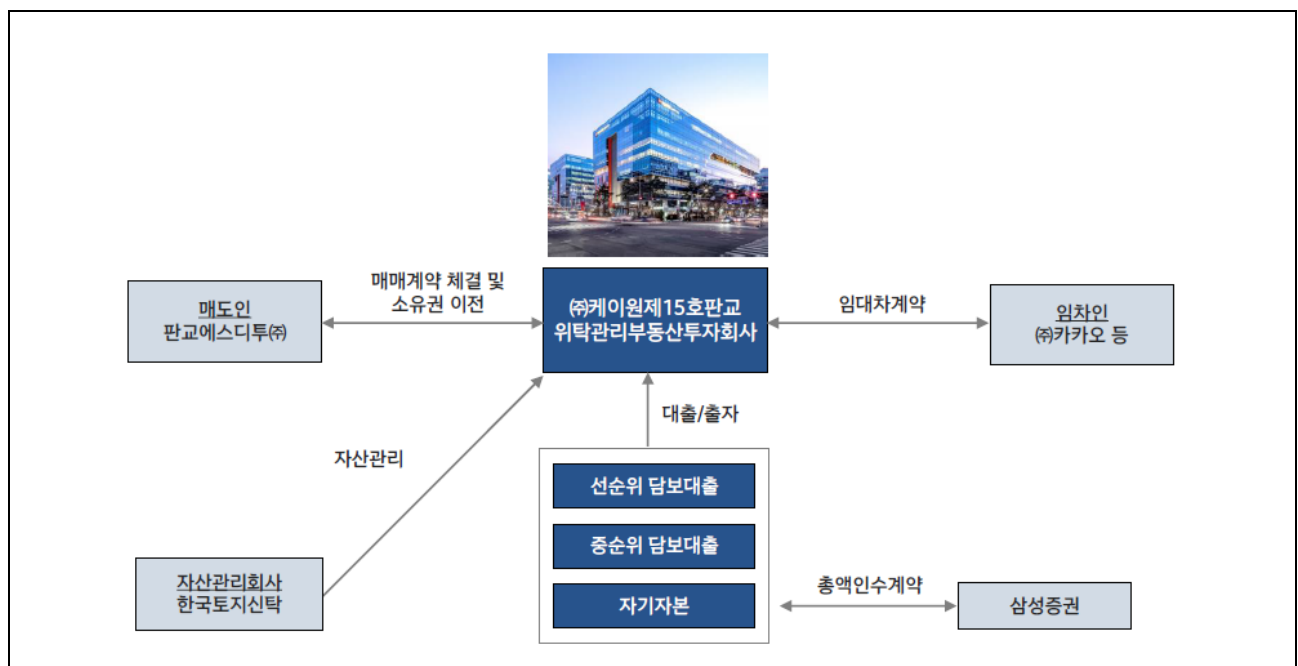 매매계약 체결 및
소유권 이전
매도인
판교에스디투㈜
㈜케이원제15호판교
위탁관리부동산투자회사
임대차계약
임차인
㈜카카오 등
대출/출자
자산관리
선순위 담보대출
중순위 담보대출
자기자본
자산관리회사
한국토지신탁
총액인수계약
삼성증권